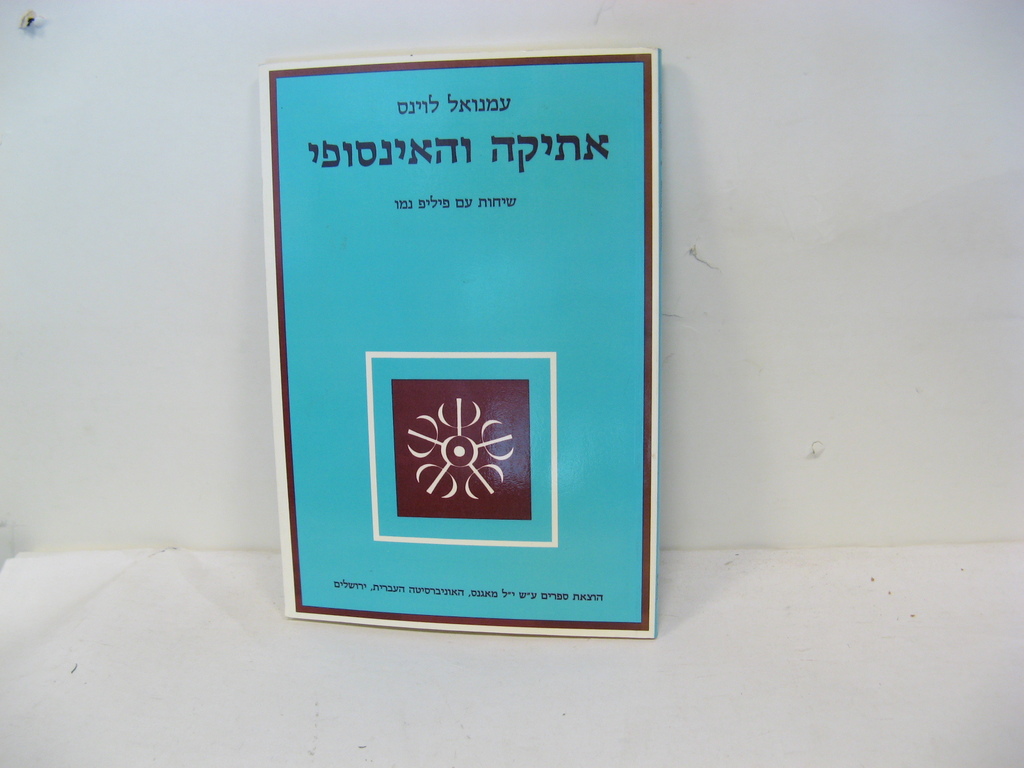 עמנואל לוינס
אתיקה והאינסופי
שיחות עם פיליפ נמו
הוצאת ספרים ע״ש י״ל מאגנס, האוניברסיטה העברית, ירושלים